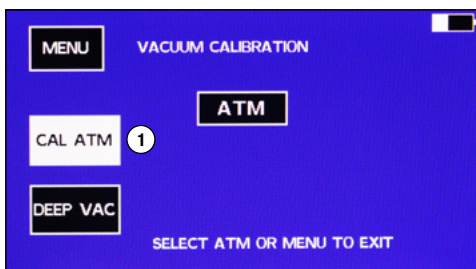 MENU VACUUM CALIBRATION
ATM
CAL ATM 1
DEEP VAC
SELECT ATM OR MENU TO EXIT